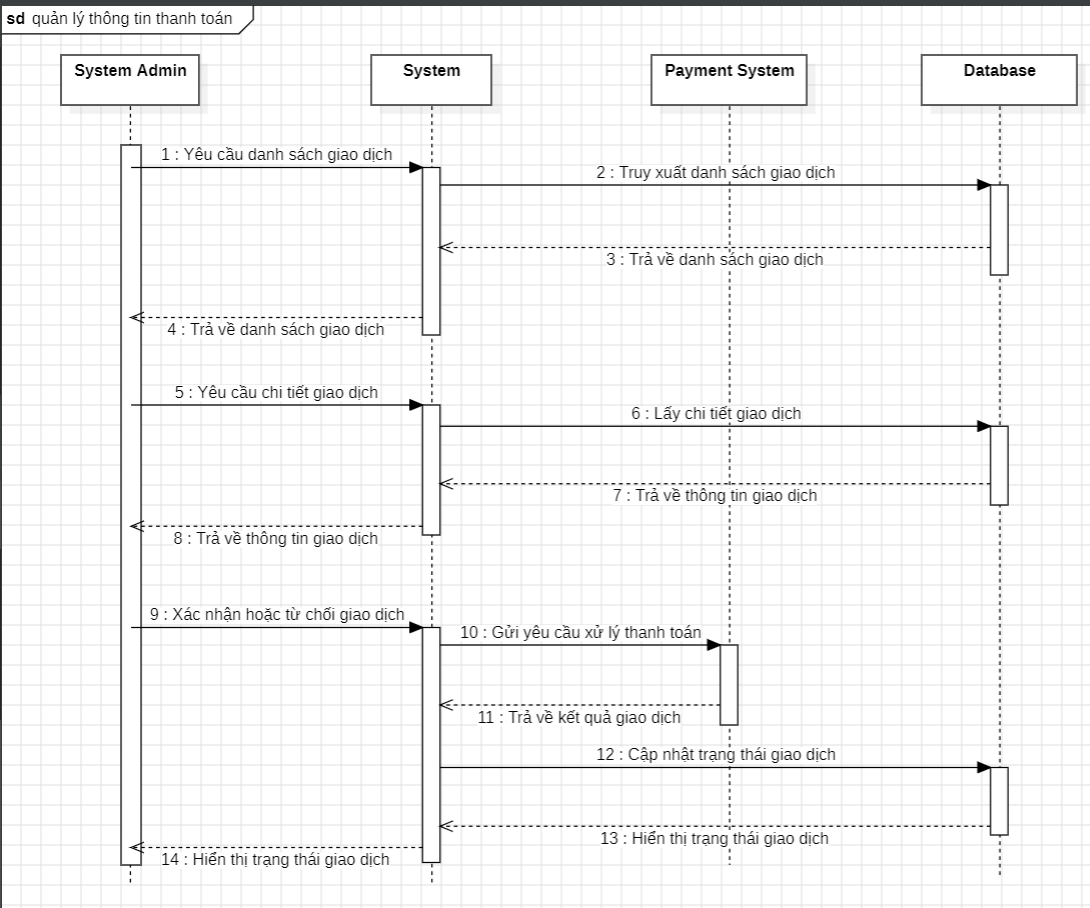 sd quản lý thông tin thanh toán
System Admin
System
Payment System
Database
1 : Yêu cầu danh sách giao dịch
2 : Truy xuất danh sách giao dịch
3 : Trả về danh sách giao dịch
4 : Trả về danh sách giao dịch
5 : Yêu cầu chi tiết giao dịch
6 : Lấy chi tiết giao dịch
7 : Trả về thông tin giao dịch
8 : Trả về thông tin giao dịch
9 : Xác nhận hoặc từ chối giao dịch
10 : Gửi yêu cầu xử lý thanh toán
11 : Trả về kết quả giao dịch
12 : Cập nhật trạng thái giao dịch
13 : Hiển thị trạng thái giao dịch
14 : Hiển thị trạng thái giao dịch